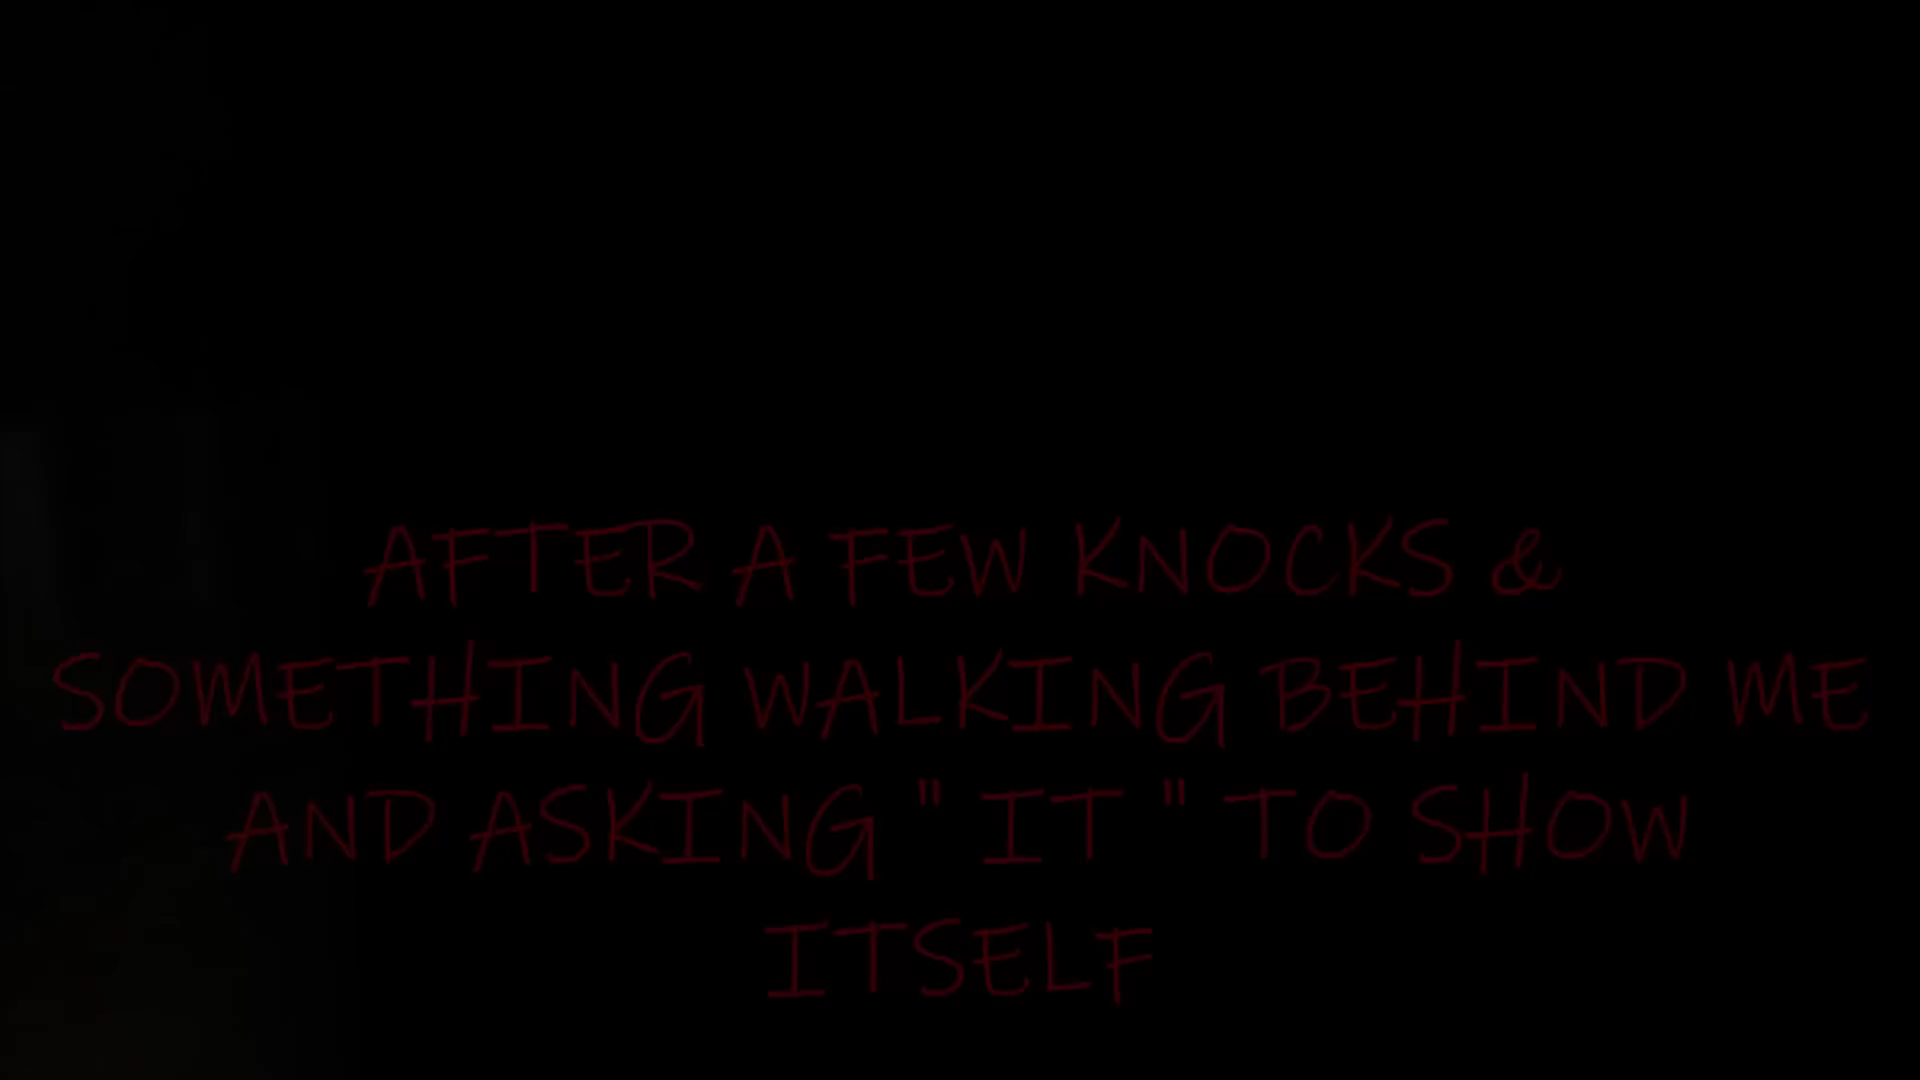 AFTER A FEW KNOCKS &
SOMETHING WALKING BEHIND ME
AND ASKING " IT " TO SHOW
ITSELF